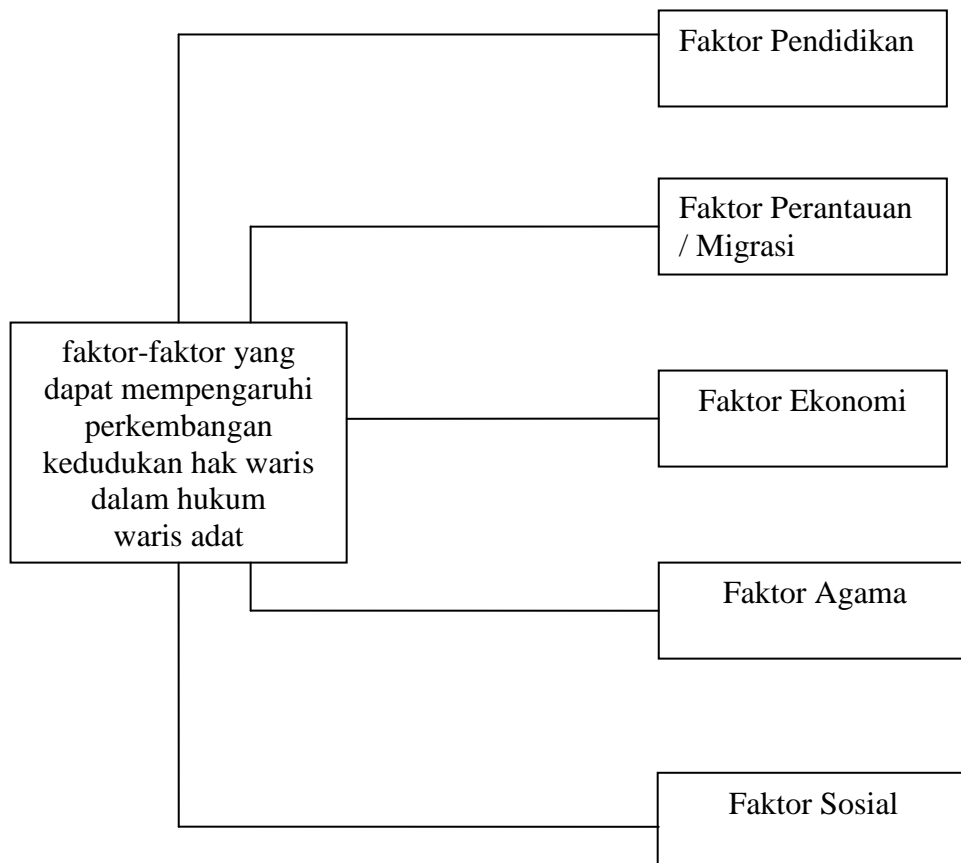 Faktor Pendidikan
Faktor Perantauan
/ Migrasi
faktor-faktor yang
dapat mempengaruhi
perkembangan
kedudukan hak waris
dalam hukum
waris adat
Faktor Ekonomi
Faktor Agama
Faktor Sosial